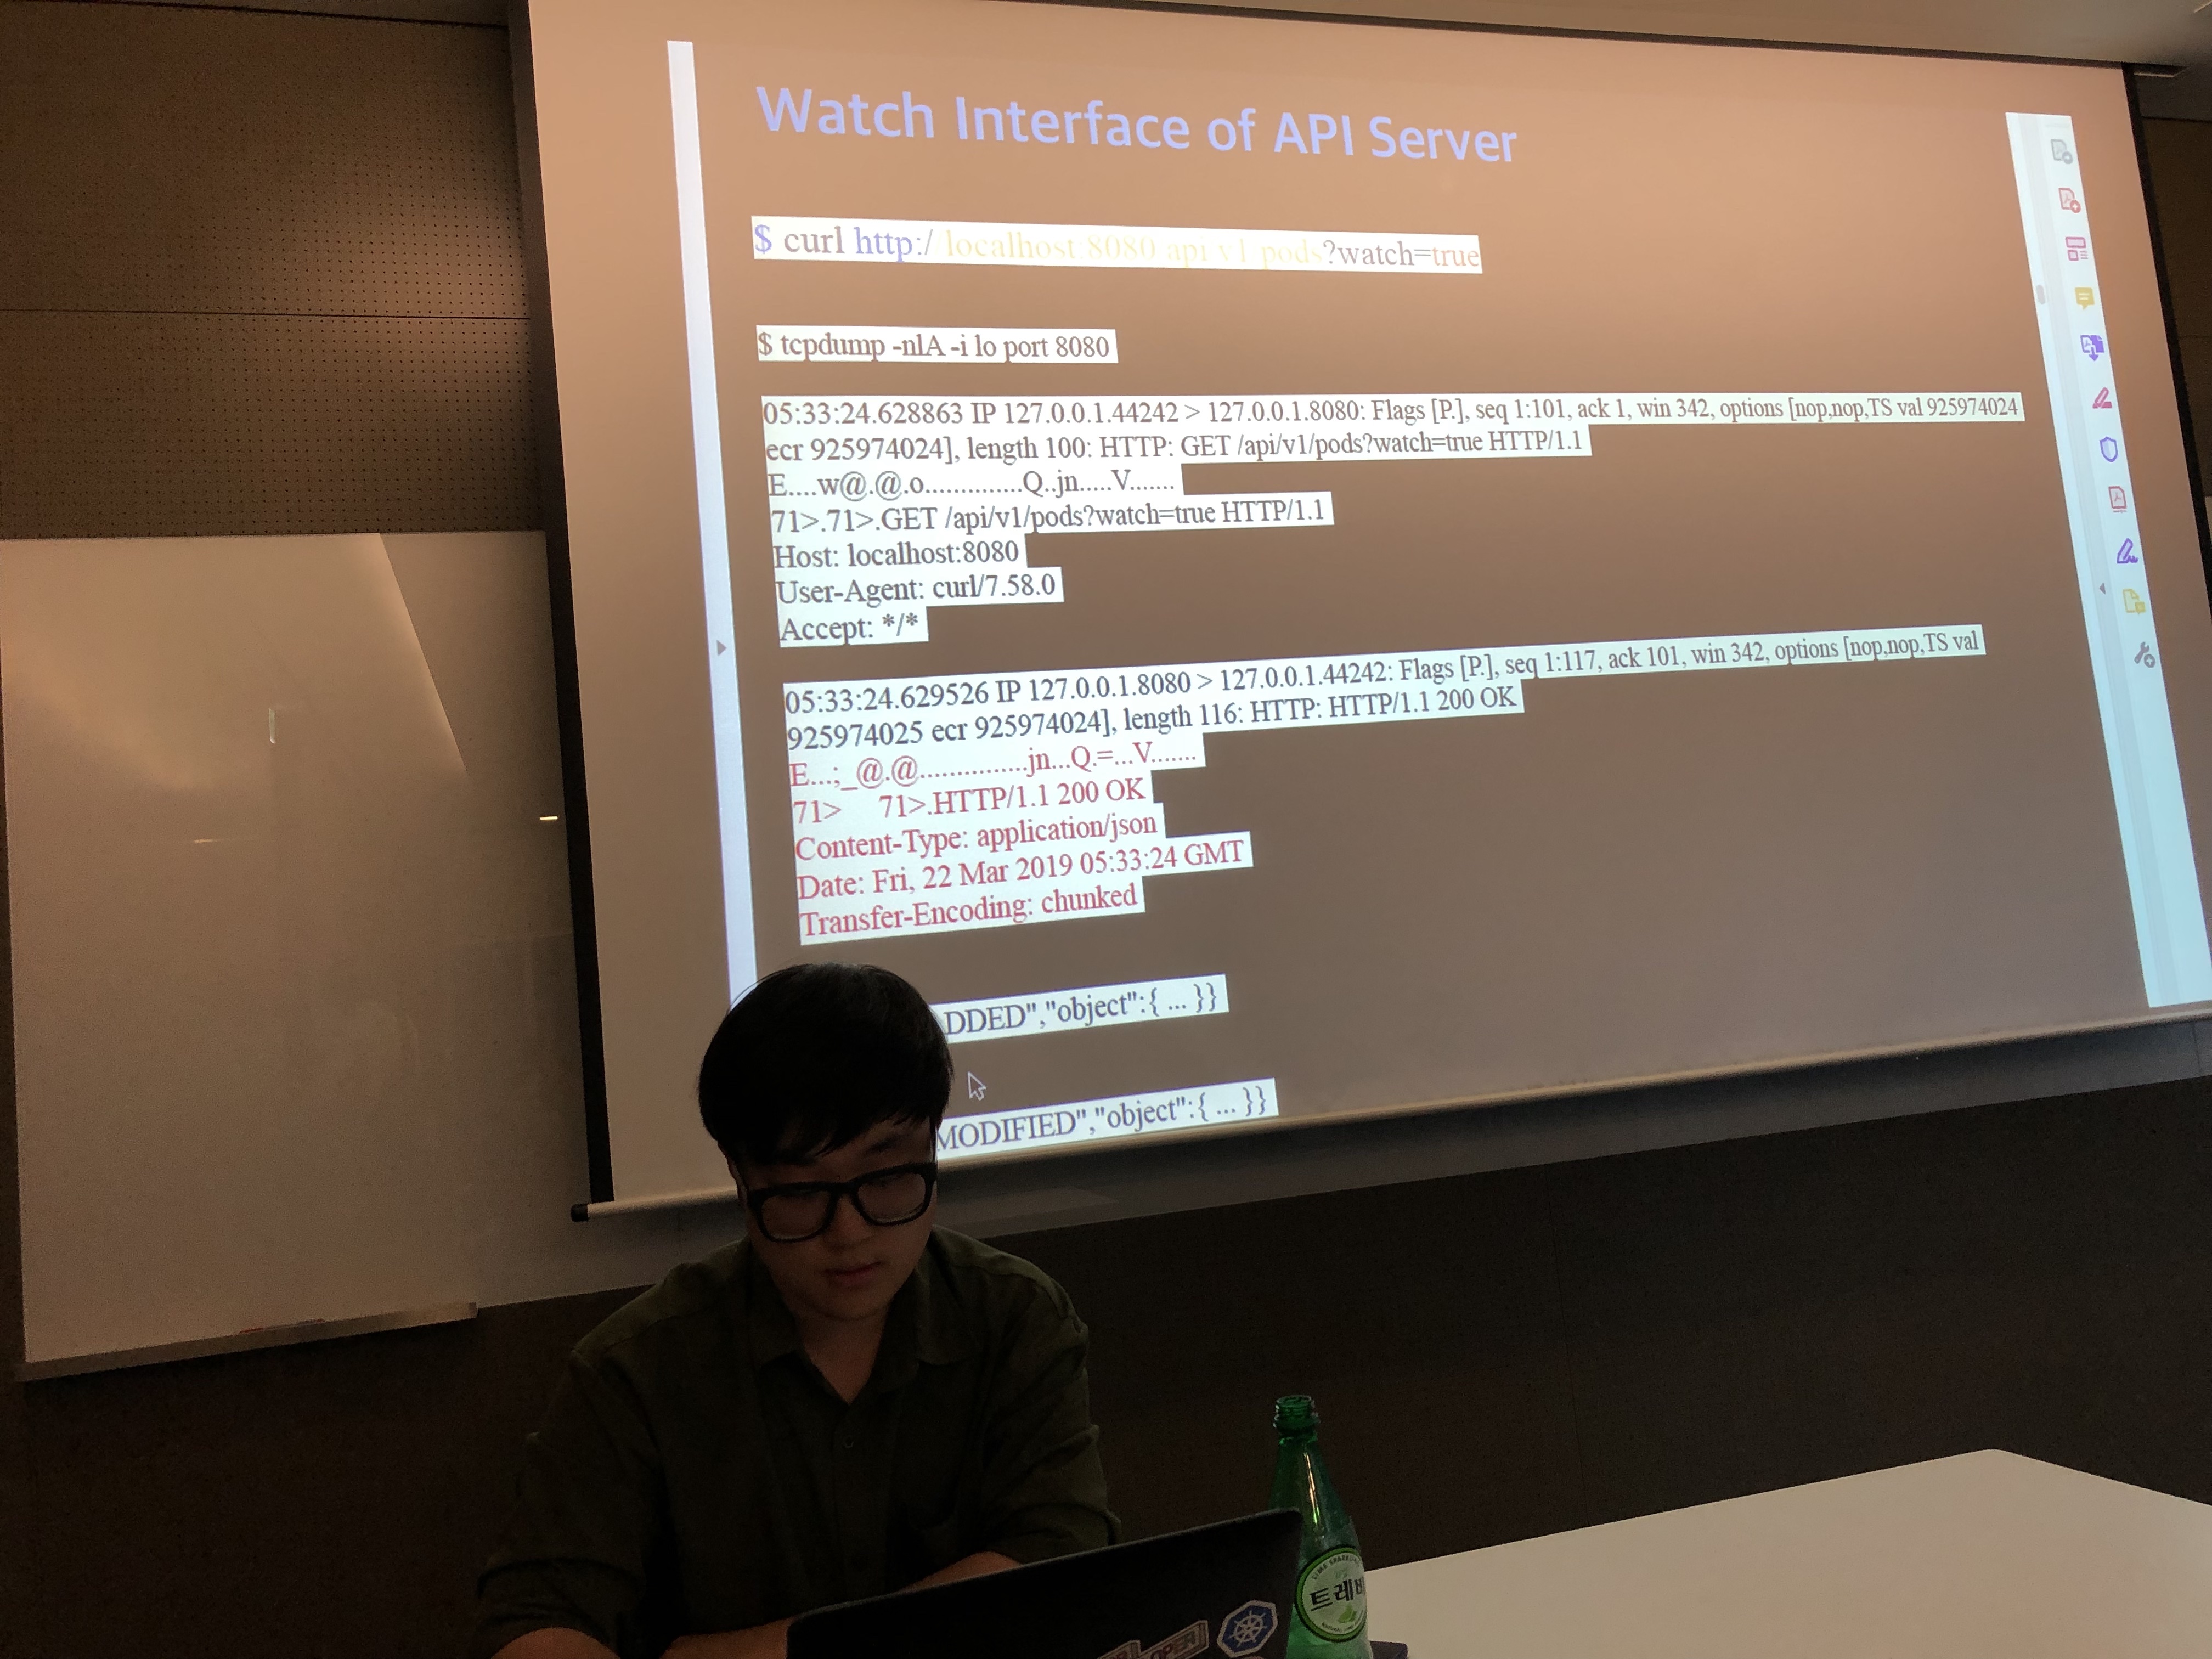 Watch Interface of API Server
$ curl http:/ localhost:8080 api v1 pods?watch=true
$ tcpdump -nlA -i lo port 8080
05:33:24.628863 IP 127.0.0.1.44242 > 127.0.0.1.8080: Flags [P.], seq 1:101, ack 1, win 342, options [nop,nop,TS val 925974024
ecr 925974024], length 100: HTTP: GET /api/v1/pods?watch=true HTTP/1.1
E....w@.@.o..............Q..jn.....V.......
71>.71>.GET /api/v1/pods?watch=true HTTP/1.1
Host: localhost:8080
User-Agent: curl/7.58.0
Accept: */*
05:33:24.629526 IP 127.0.0.1.8080 > 127.0.0.1.44242: Flags [P.], seq 1:117, ack 101, win 342, options [nop,nop,TS val
925974025 ecr 925974024], length 116: HTTP: HTTP/1.1 200 OK
E...;_@.@................jn...Q.=...V.......
71> 71>.HTTP/1.1 200 OK
Content-Type: application/json
Date: Fri, 22 Mar 2019 05:33:24 GMT
Transfer-Encoding: chunked
DDED","object":{ ... }}
MODIFIED","object":{ ... }}
트레비